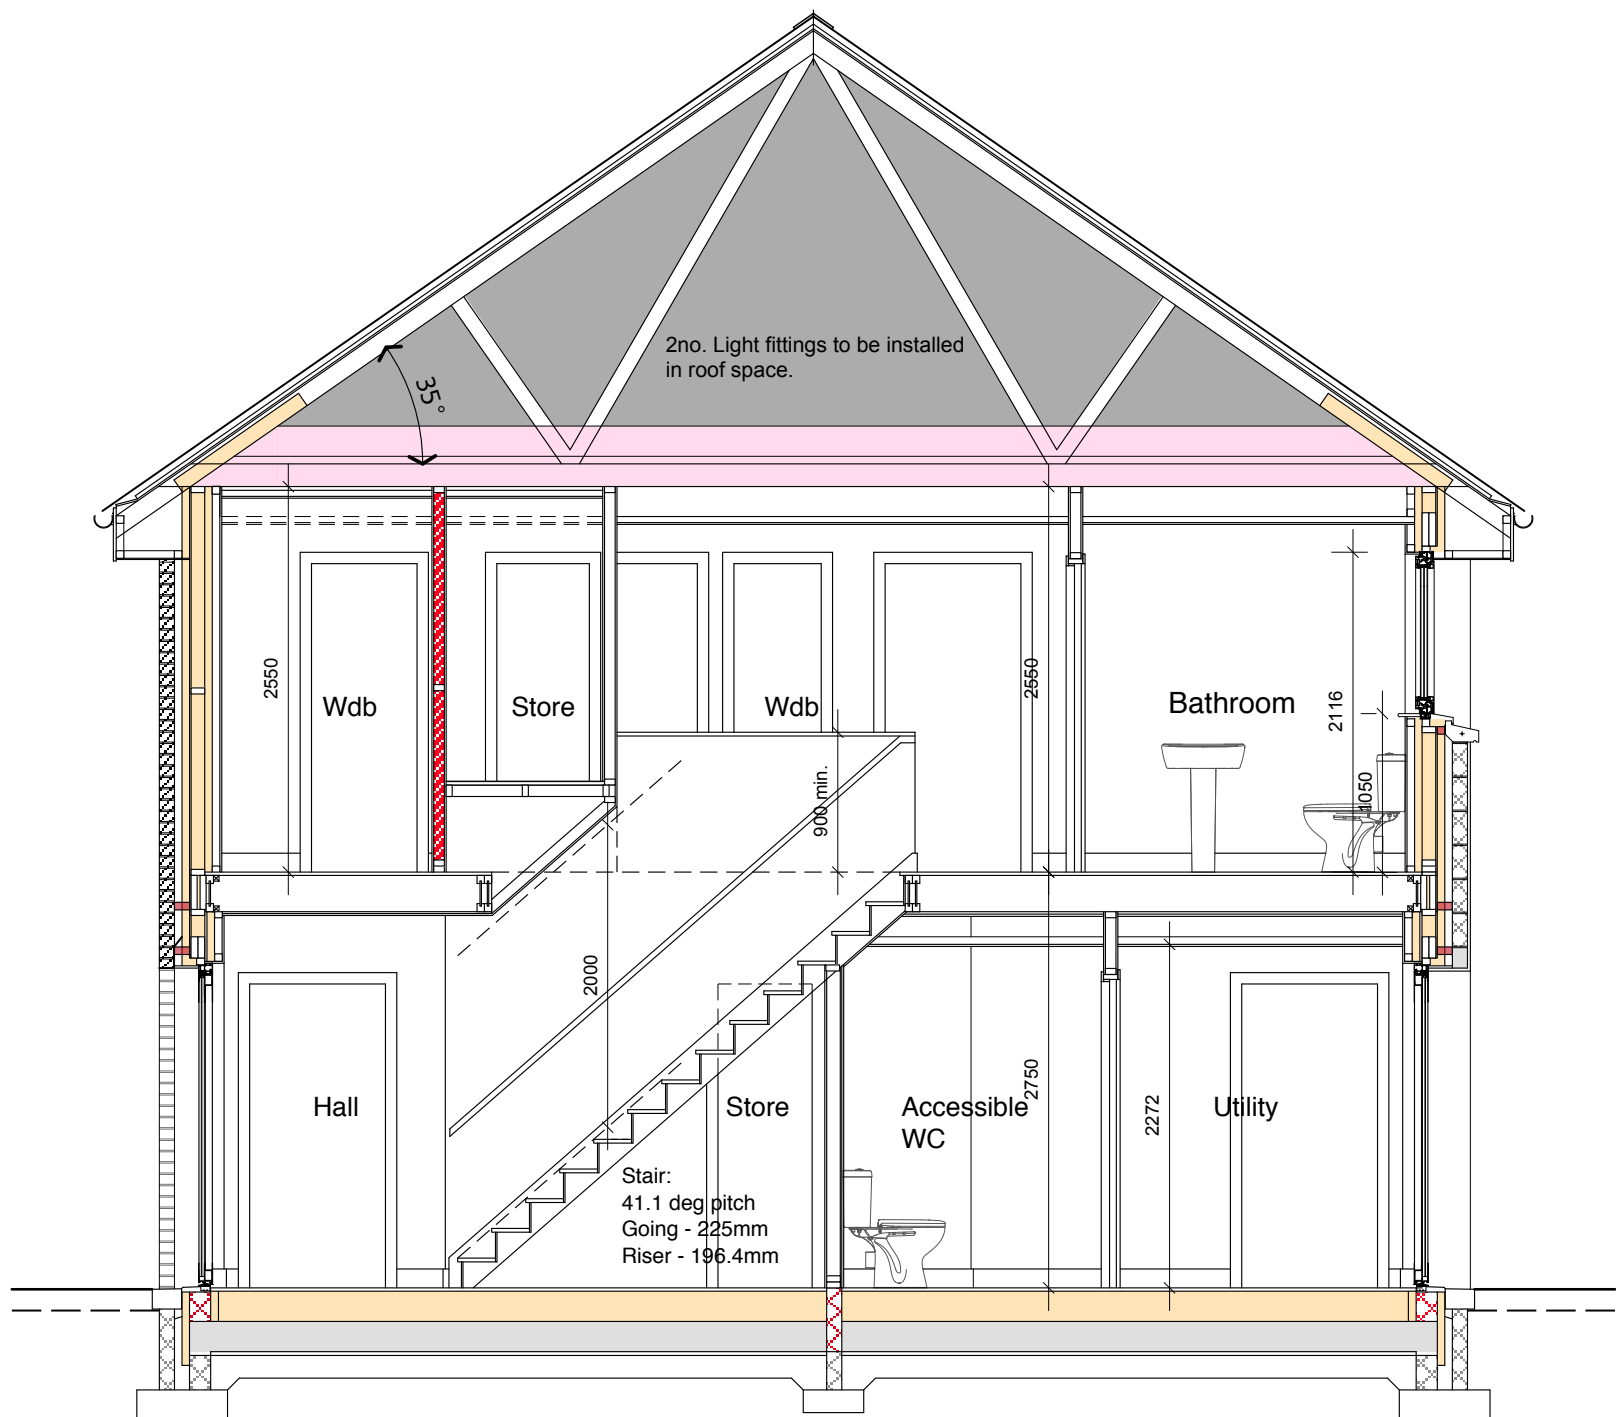 2no. Light fittings to be installed
in roof space.
35°
2550
Wdb
Store
Wdb
2550
Bathroom
2116
900 min.
1050
2000
Hall
Store
Accessible
WC
2750
2272
Utility
Stair:
41.1 deg pitch
Going - 225mm
Riser - 196.4mm